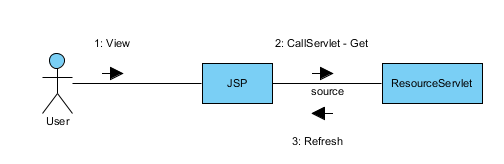 1: View
2: CallServlet - Get
JSP
ResourceServlet
source
User
3: Refresh